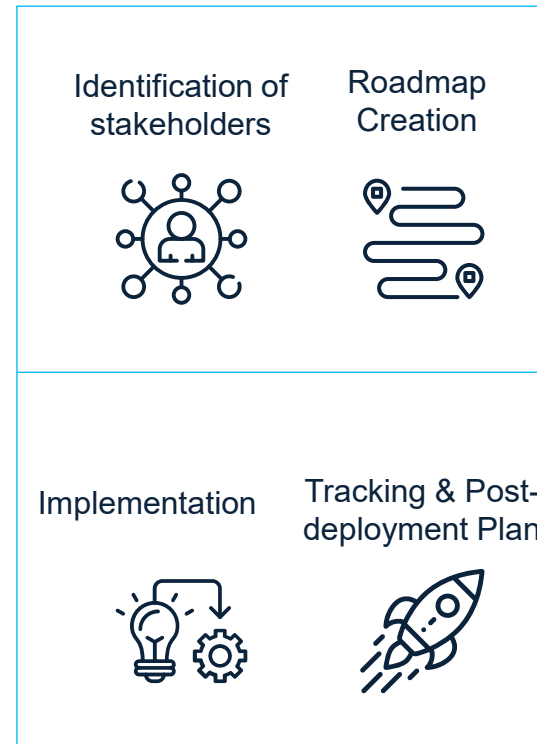 Identification of
stakeholders
Roadmap
Creation
Implementation
Tracking & Post-
deployment Plan